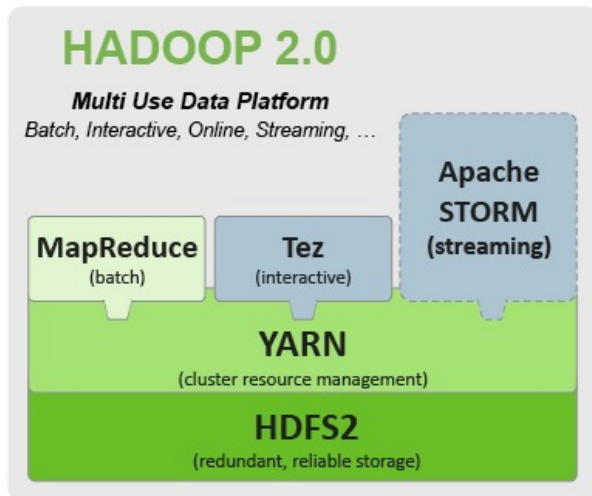 HADOOP 2.0
Multi Use Data Platform
Batch, Interactive, Online, Streaming, ...
Apache
STORM
(streaming)
MapReduce
(batch)
Tez
(interactive)
YARN
(cluster resource management)
HDFS2
(redundant, reliable storage)